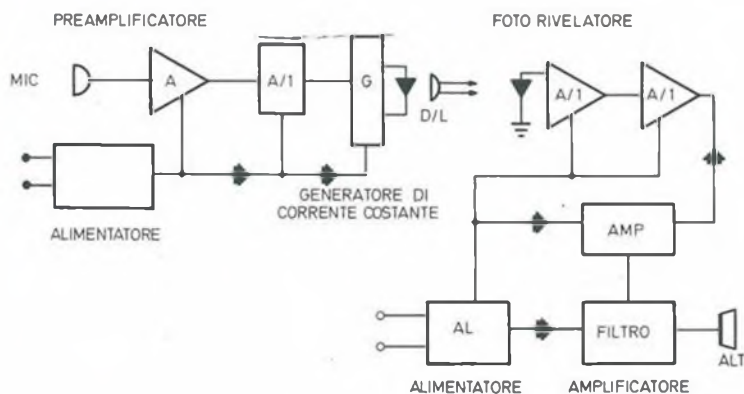 PREAMPLIFICATORE
MIC
A
A/1
G
D/L
GENERATORE DI
CORRENTE COSTANTE
ALIMENTATORE
FOTO RIVELATORE
A/1
A/1
AMP
AL
FILTRO
ALT
ALIMENTATORE
AMPLIFICATORE